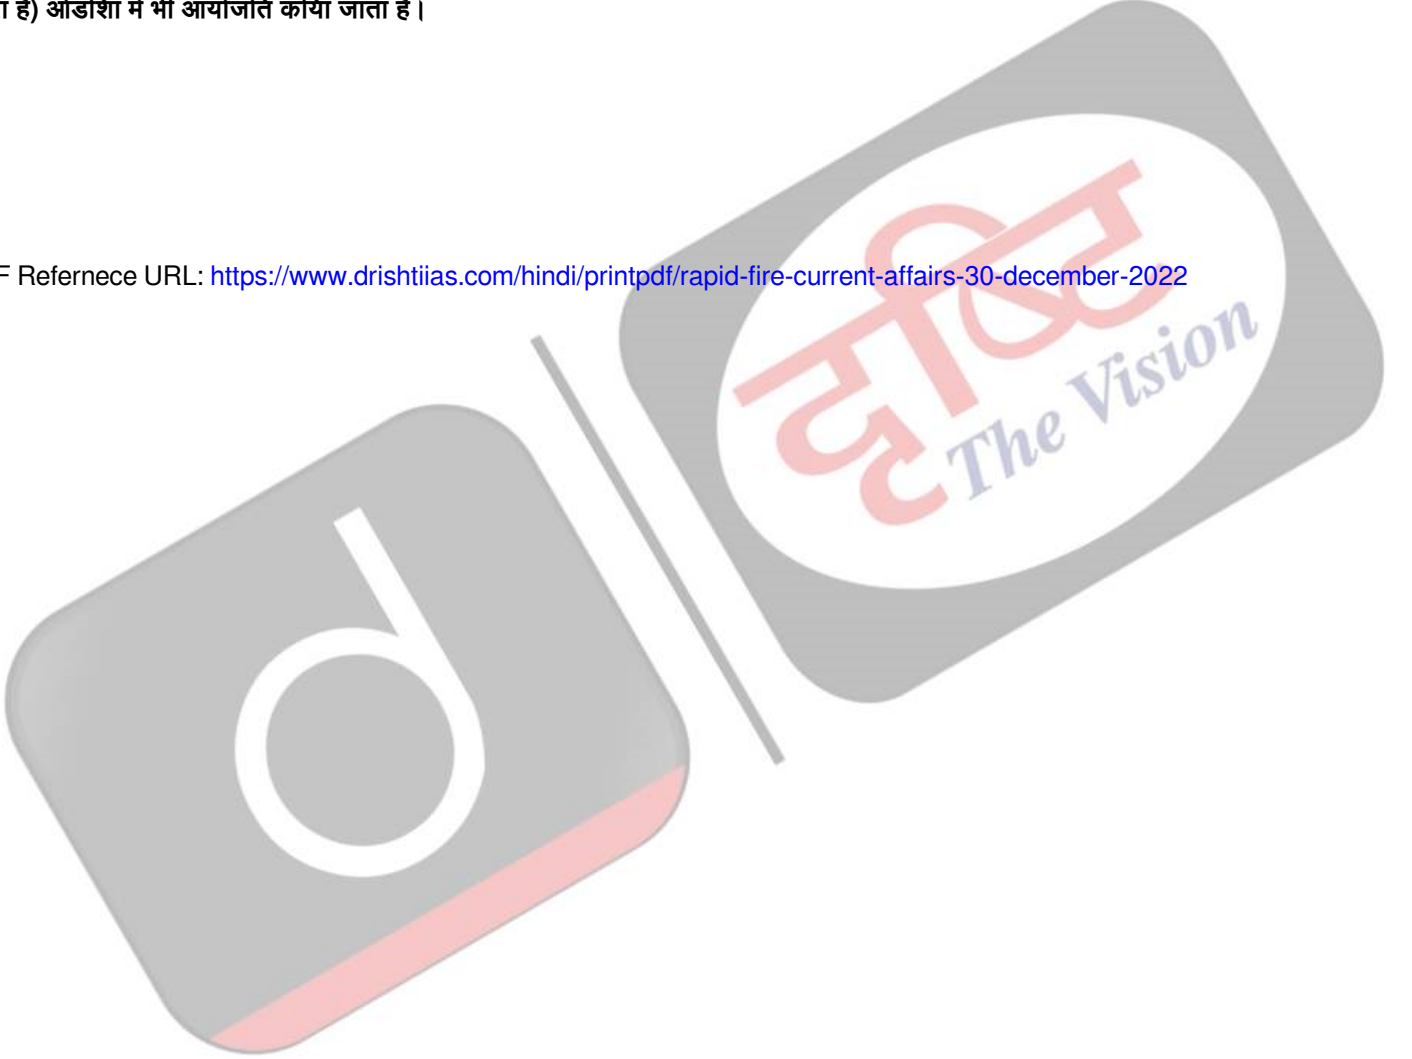 ा है) ओडिशा में भी आयोजित किया जाता है।
F Refernece URL: https://www.drishtiias.com/hindi/printpdf/rapid-fire-current-affairs-30-december-2022
दृष्टि
The Vision
d